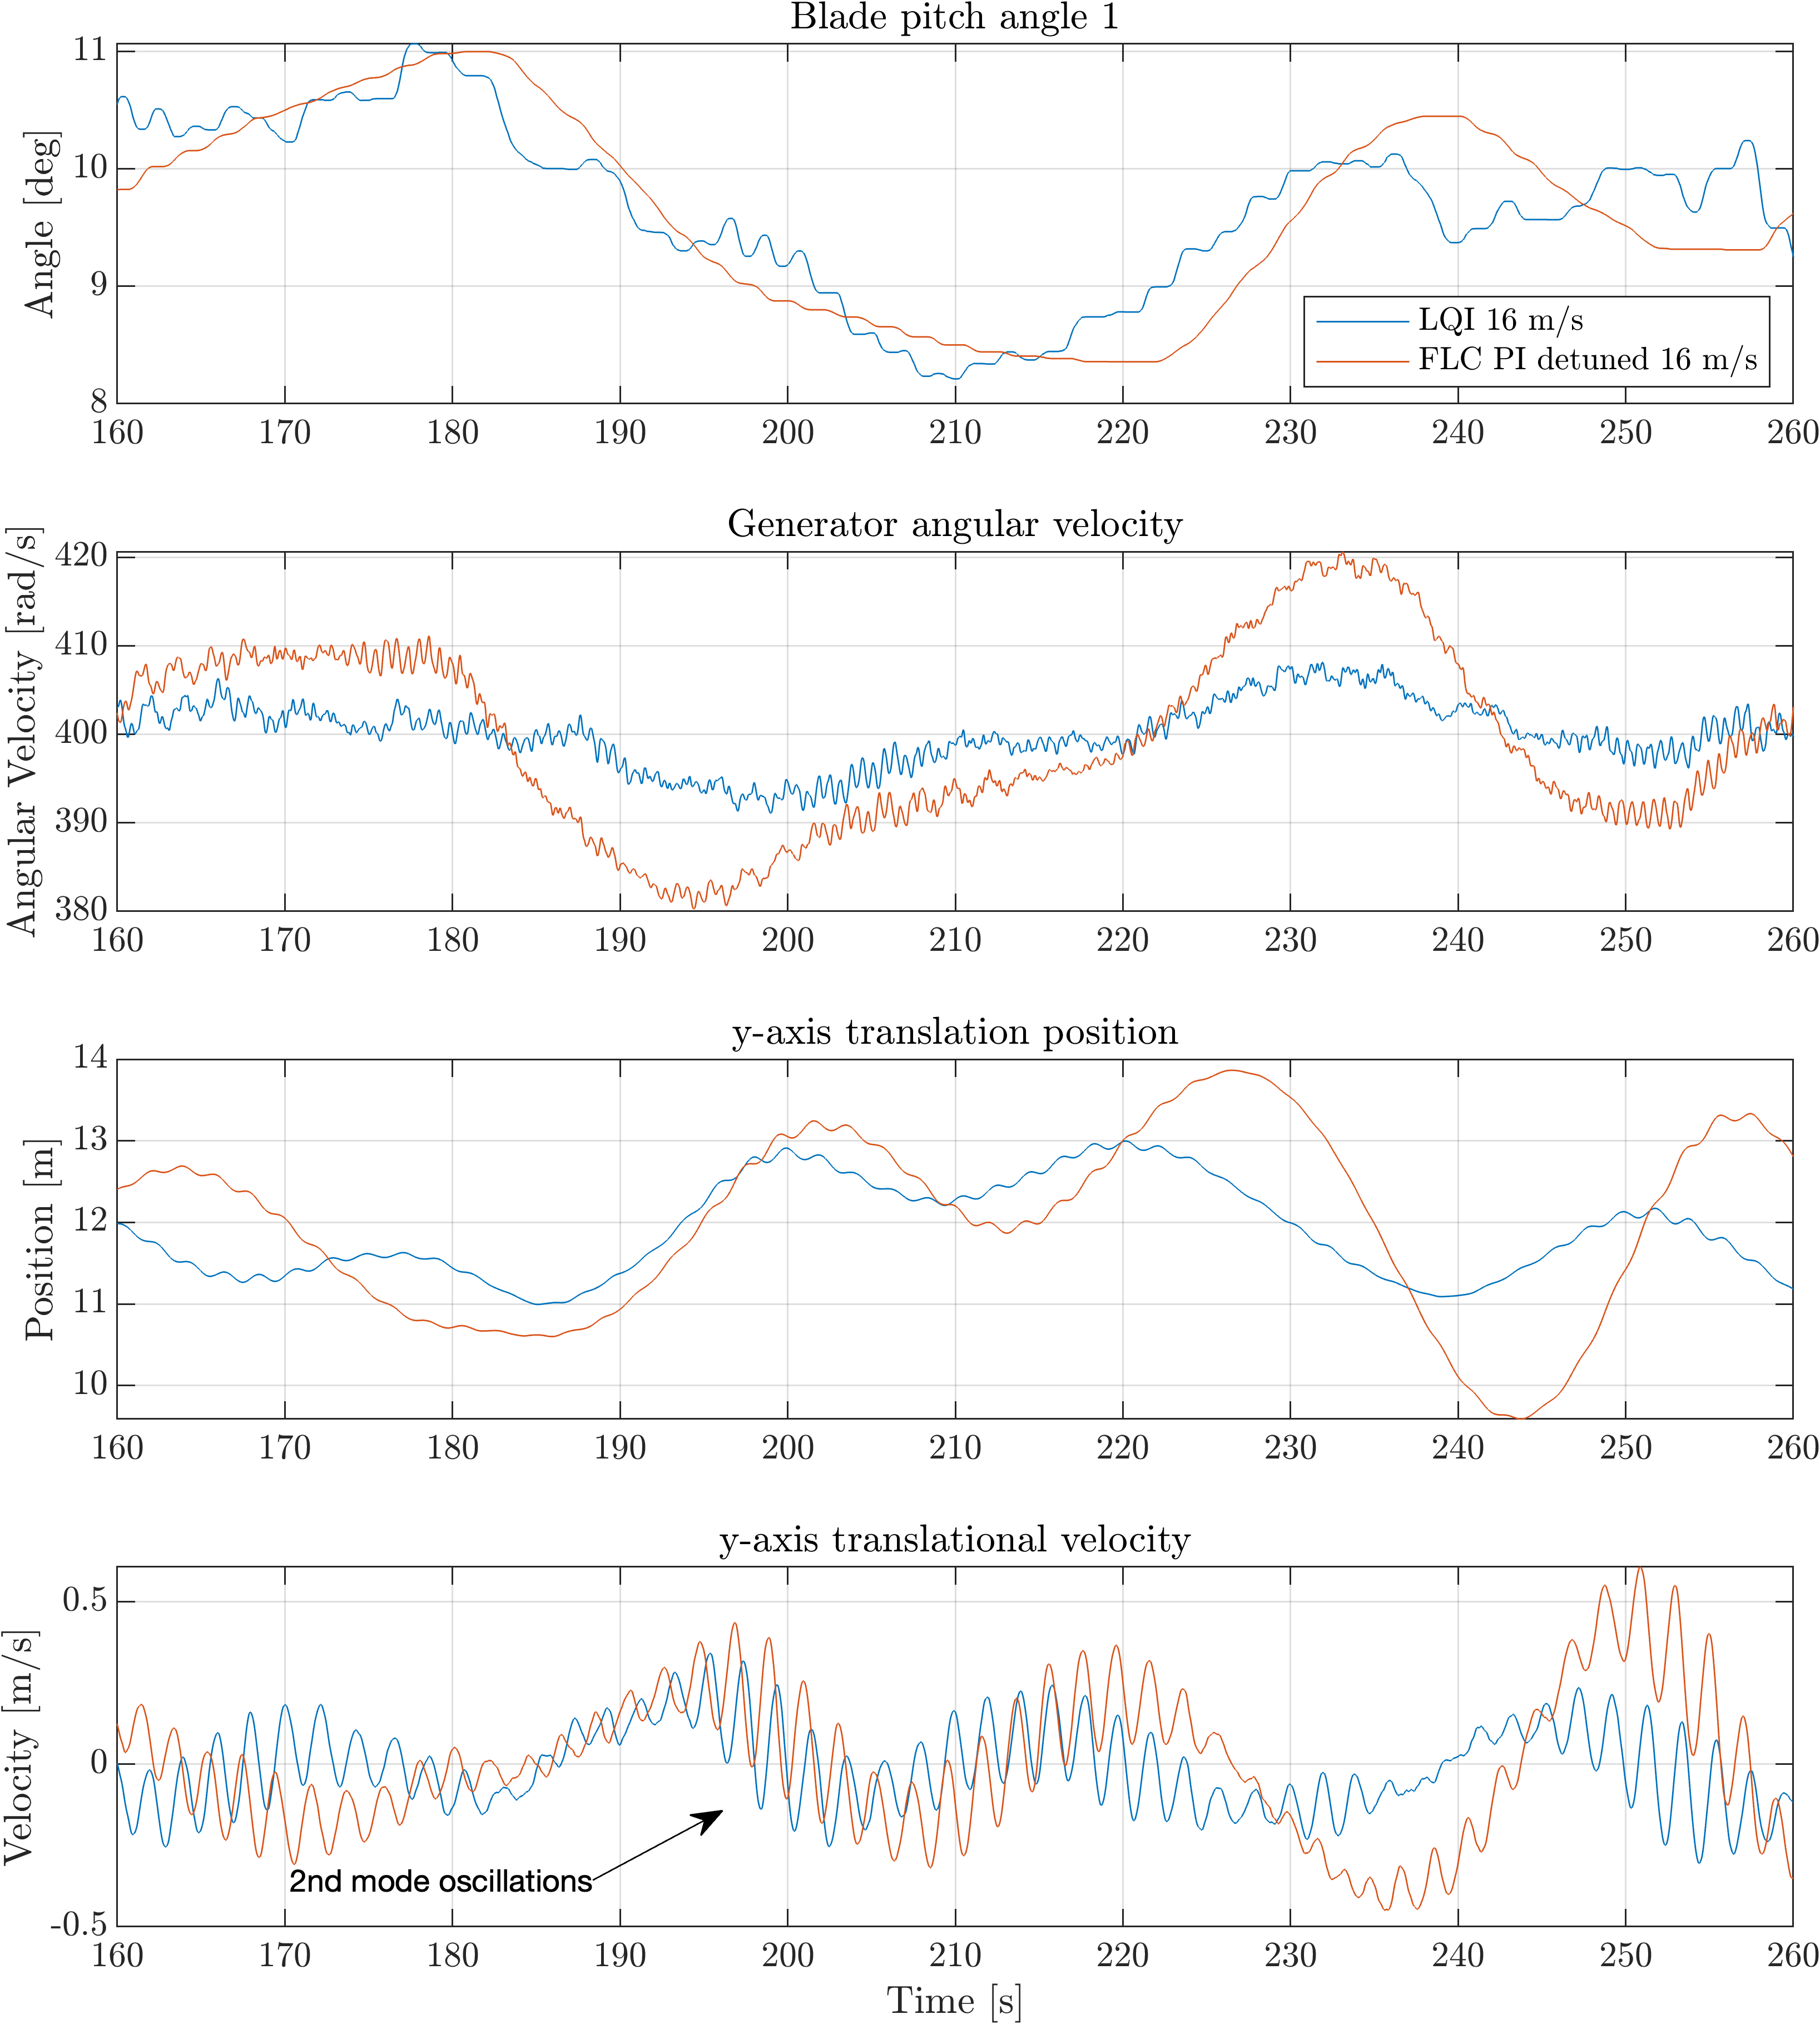 Blade pitch angle 1
Angle [deg]
11
10
9
8
160 170 180 190 200 210 220 230 240 250 260
LQI 16 m/s
FLC PI detuned 16 m/s
Generator angular velocity
Angular Velocity [rad/s]
420
410
400
390
380
160 170 180 190 200 210 220 230 240 250 260
y-axis translation position
Position [m]
14
13
12
11
10
160 170 180 190 200 210 220 230 240 250 260
y-axis translational velocity
Velocity [m/s]
0.5
0
-0.5
2nd mode oscillations
160 170 180 190 200 210 220 230 240 250 260
Time [s]